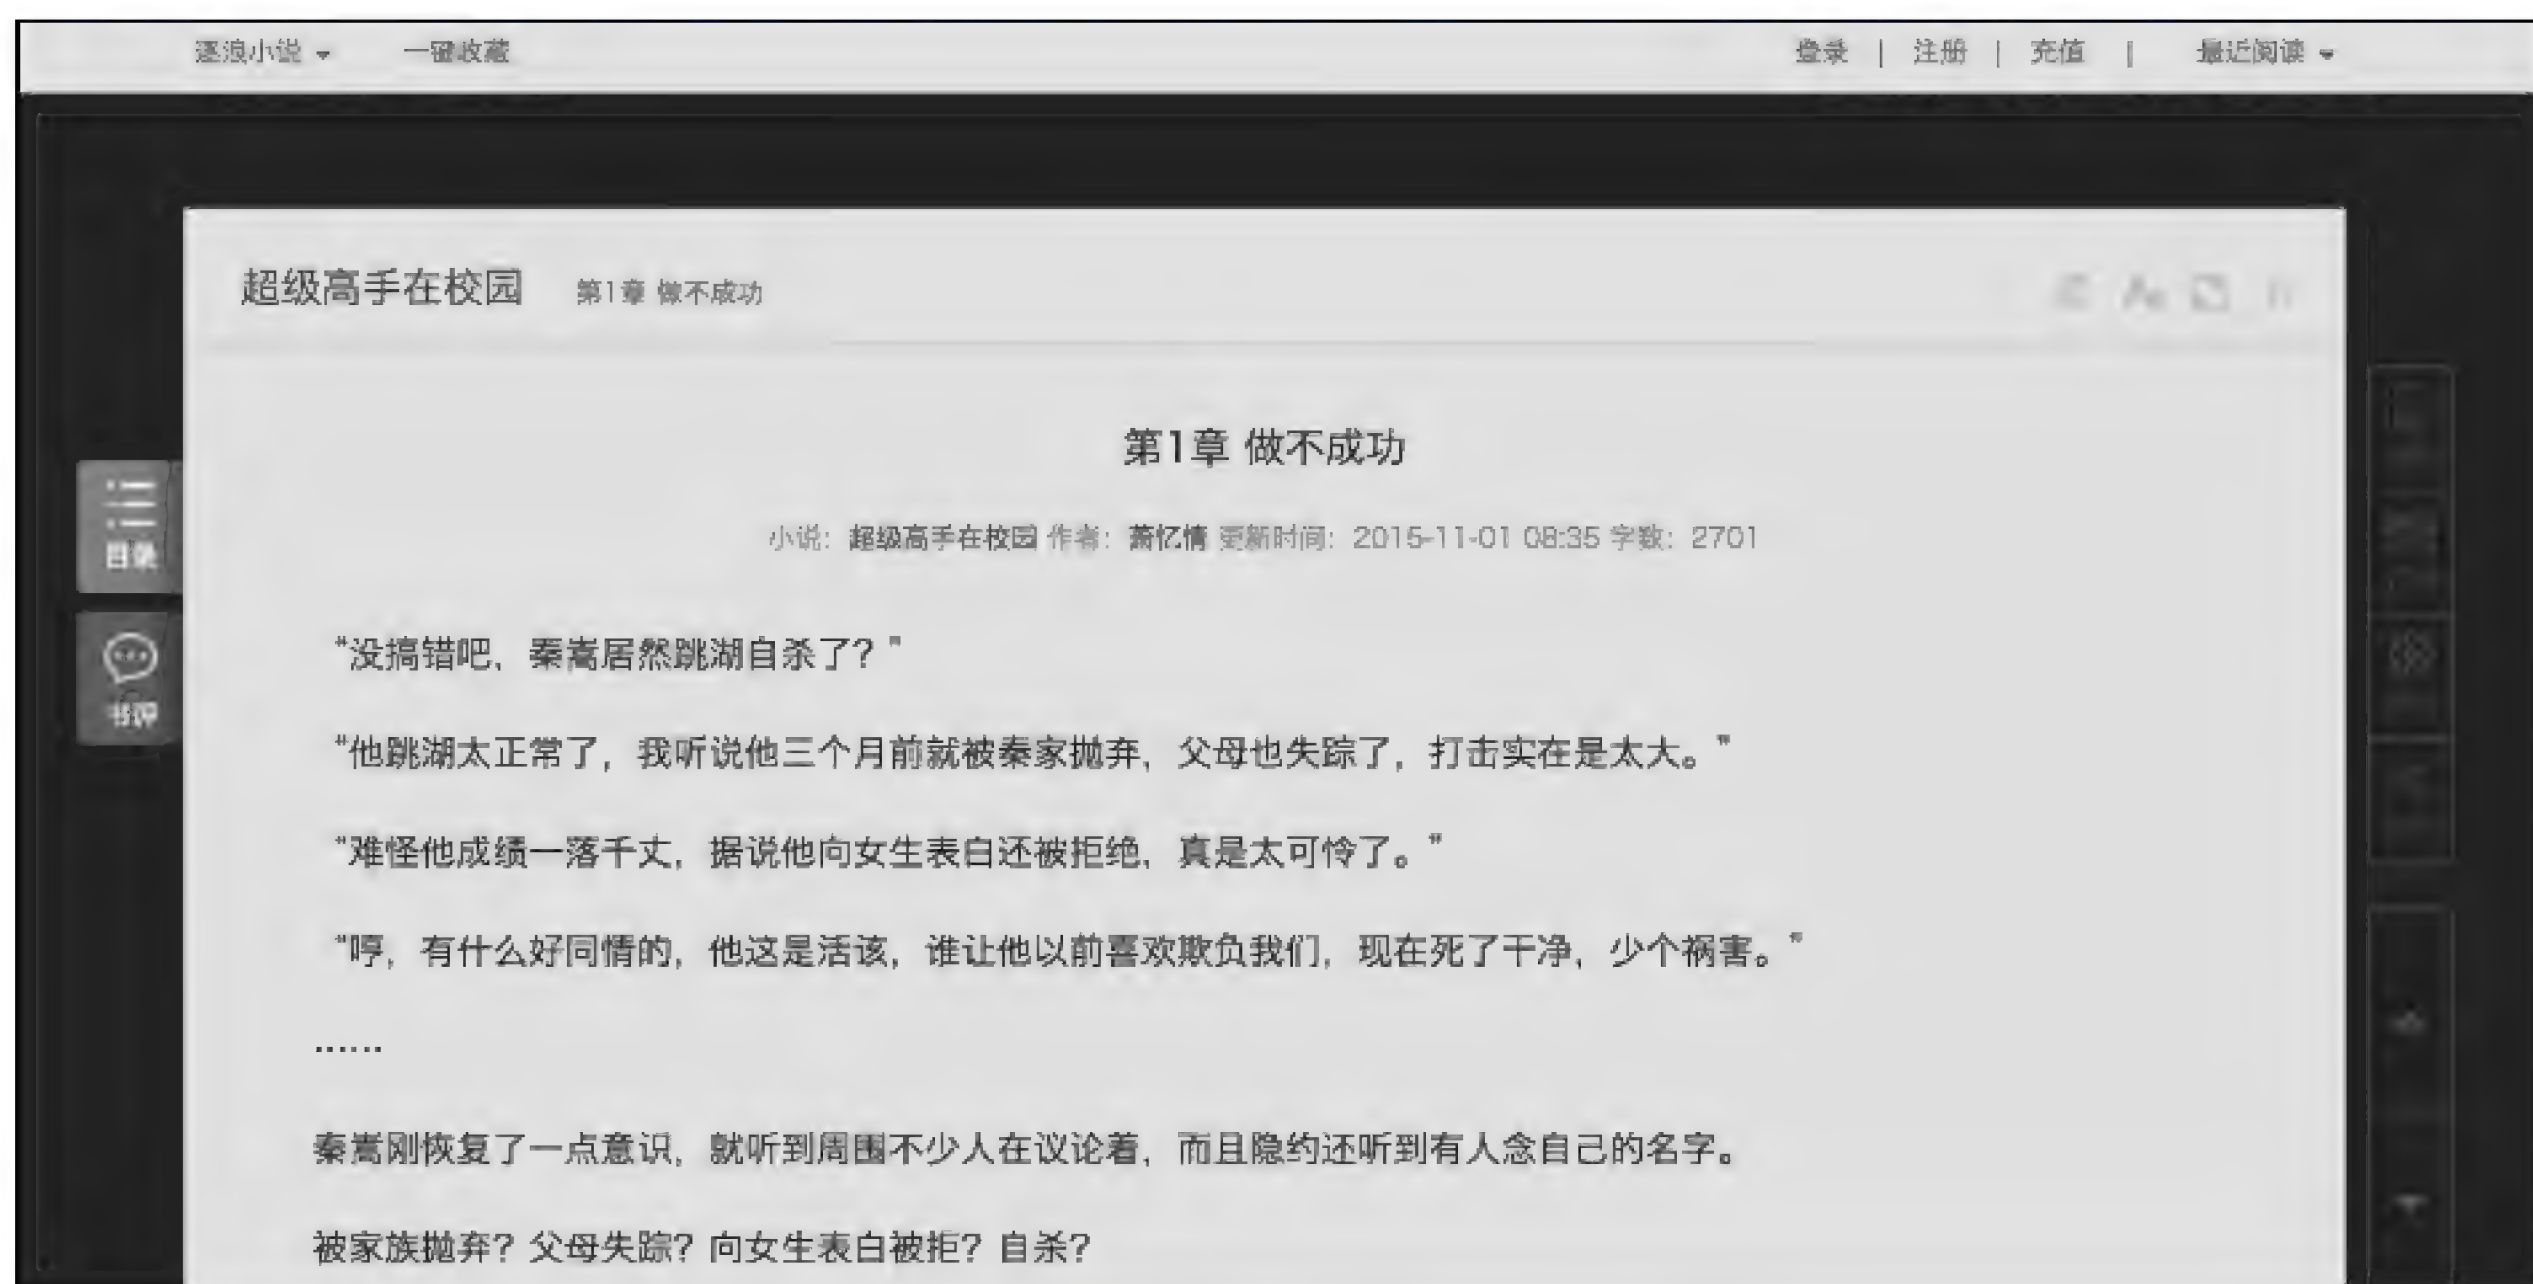 逐浪小说 一键收藏 登录 | 注册 | 充值 | 最近阅读
超级高手在校园 第1章 做不成功
第1章 做不成功
小说：超级高手在校园 作者：萧忆情 更新时间：2015-11-01 08:35 字数：2701
目录
书评
“没搞错吧，秦嵩居然跳湖自杀了？”
“他跳湖太正常了，我听说他三个月前就被秦家抛弃，父母也失踪了，打击实在是太大。”
“难怪他成绩一落千丈，据说他向女生表白还被拒绝，真是太可怜了。”
“哼，有什么好同情的，他这是活该，谁让他以前喜欢欺负我们，现在死了干净，少个祸害。”
……
秦嵩刚恢复了一点意识，就听到周围不少人在议论着，而且隐约还听到有人念自己的名字。
被家族抛弃？父母失踪？向女生表白被拒？自杀？